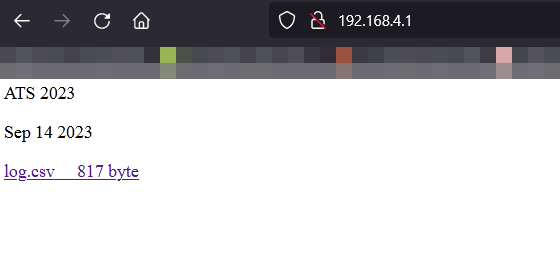 192.168.4.1
ATS 2023
Sep 14 2023
log.csv 817 byte